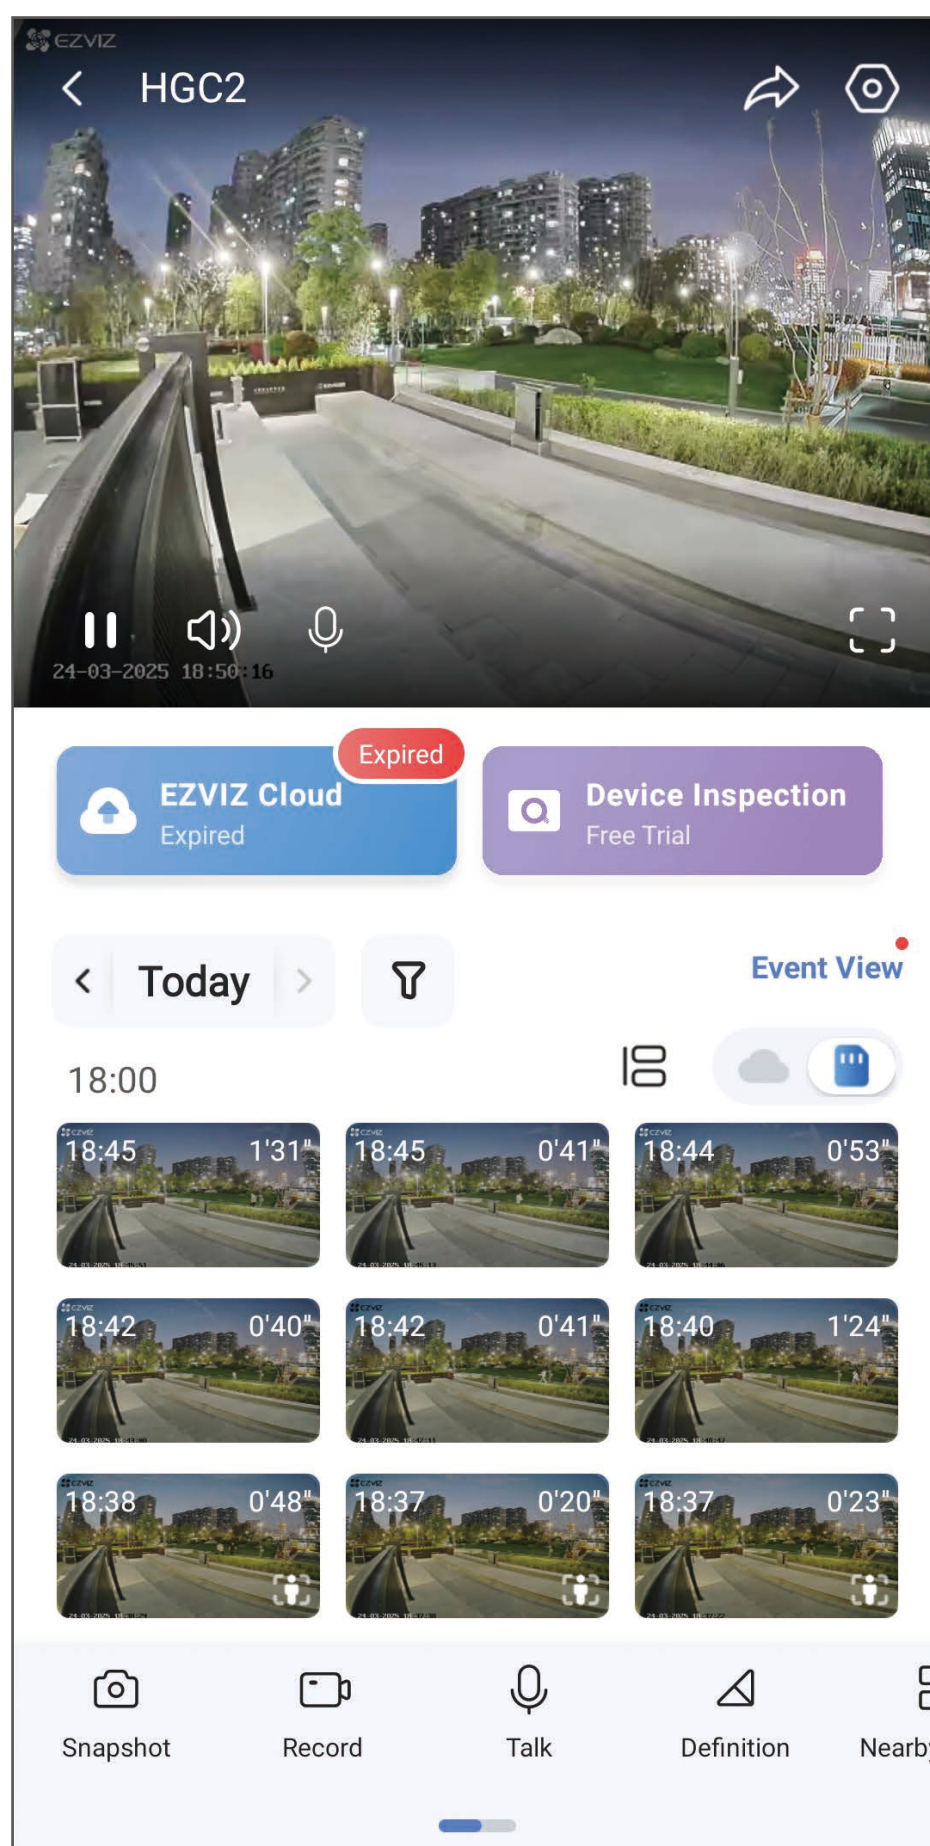 EZVIZ
HGC2
24-03-2025 18:50:16
Expired
EZVIZ Cloud
Expired
Device Inspection
Free Trial
Today
Event View
18:00
18:45 1'31"
18:45 0'41"
18:44 0'53"
18:42 0'40"
18:42 0'41"
18:40 1'24"
18:38 0'48"
18:37 0'20"
18:37 0'23"
Snapshot
Record
Talk
Definition
Nearby